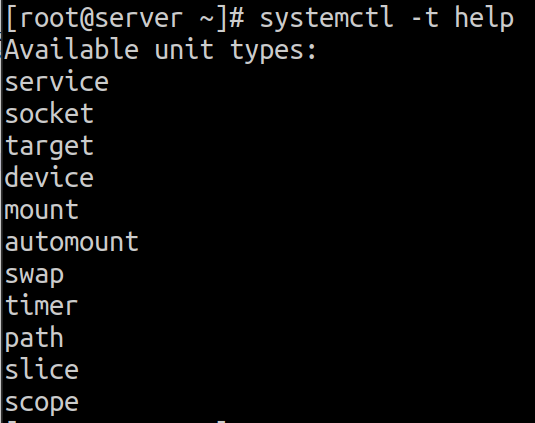 [root@server ~]# systemctl -t help
Available unit types:
service
socket
target
device
mount
automount
swap
timer
path
slice
scope